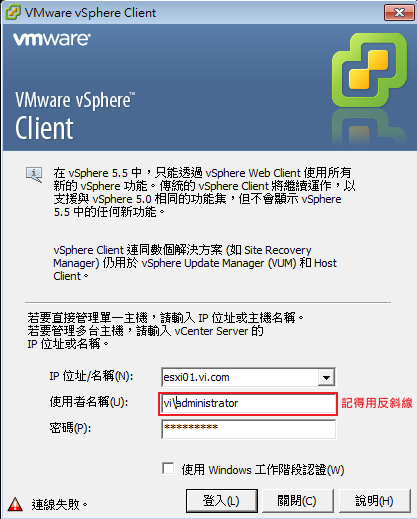 VMware vSphere Client
vmware
VMware vSphere™
Client
在 vSphere 5.5 中，只能透過 vSphere Web Client 使用所有
新的 vSphere 功能。傳統的 vSphere Client 將繼續運作，以
支援與 vSphere 5.0 相同的功能集，但不會顯示 vSphere
5.5 中的任何新功能。
vSphere Client 連同數個解決方案 (如 Site Recovery
Manager) 仍用於 vSphere Update Manager (VUM) 和 Host
Client。
若要直接管理單一主機，請輸入 IP 位址或主機名稱。
若要管理多台主機，請輸入 vCenter Server 的
IP 位址或名稱。
IP 位址/名稱(N): esxi01.vi.com
使用者名稱(U): vi\administrator 記得用反斜線
密碼(P): *********
使用 Windows 工作階段認證(W)
連線失敗。 登入(L) 關閉(C) 說明(H)